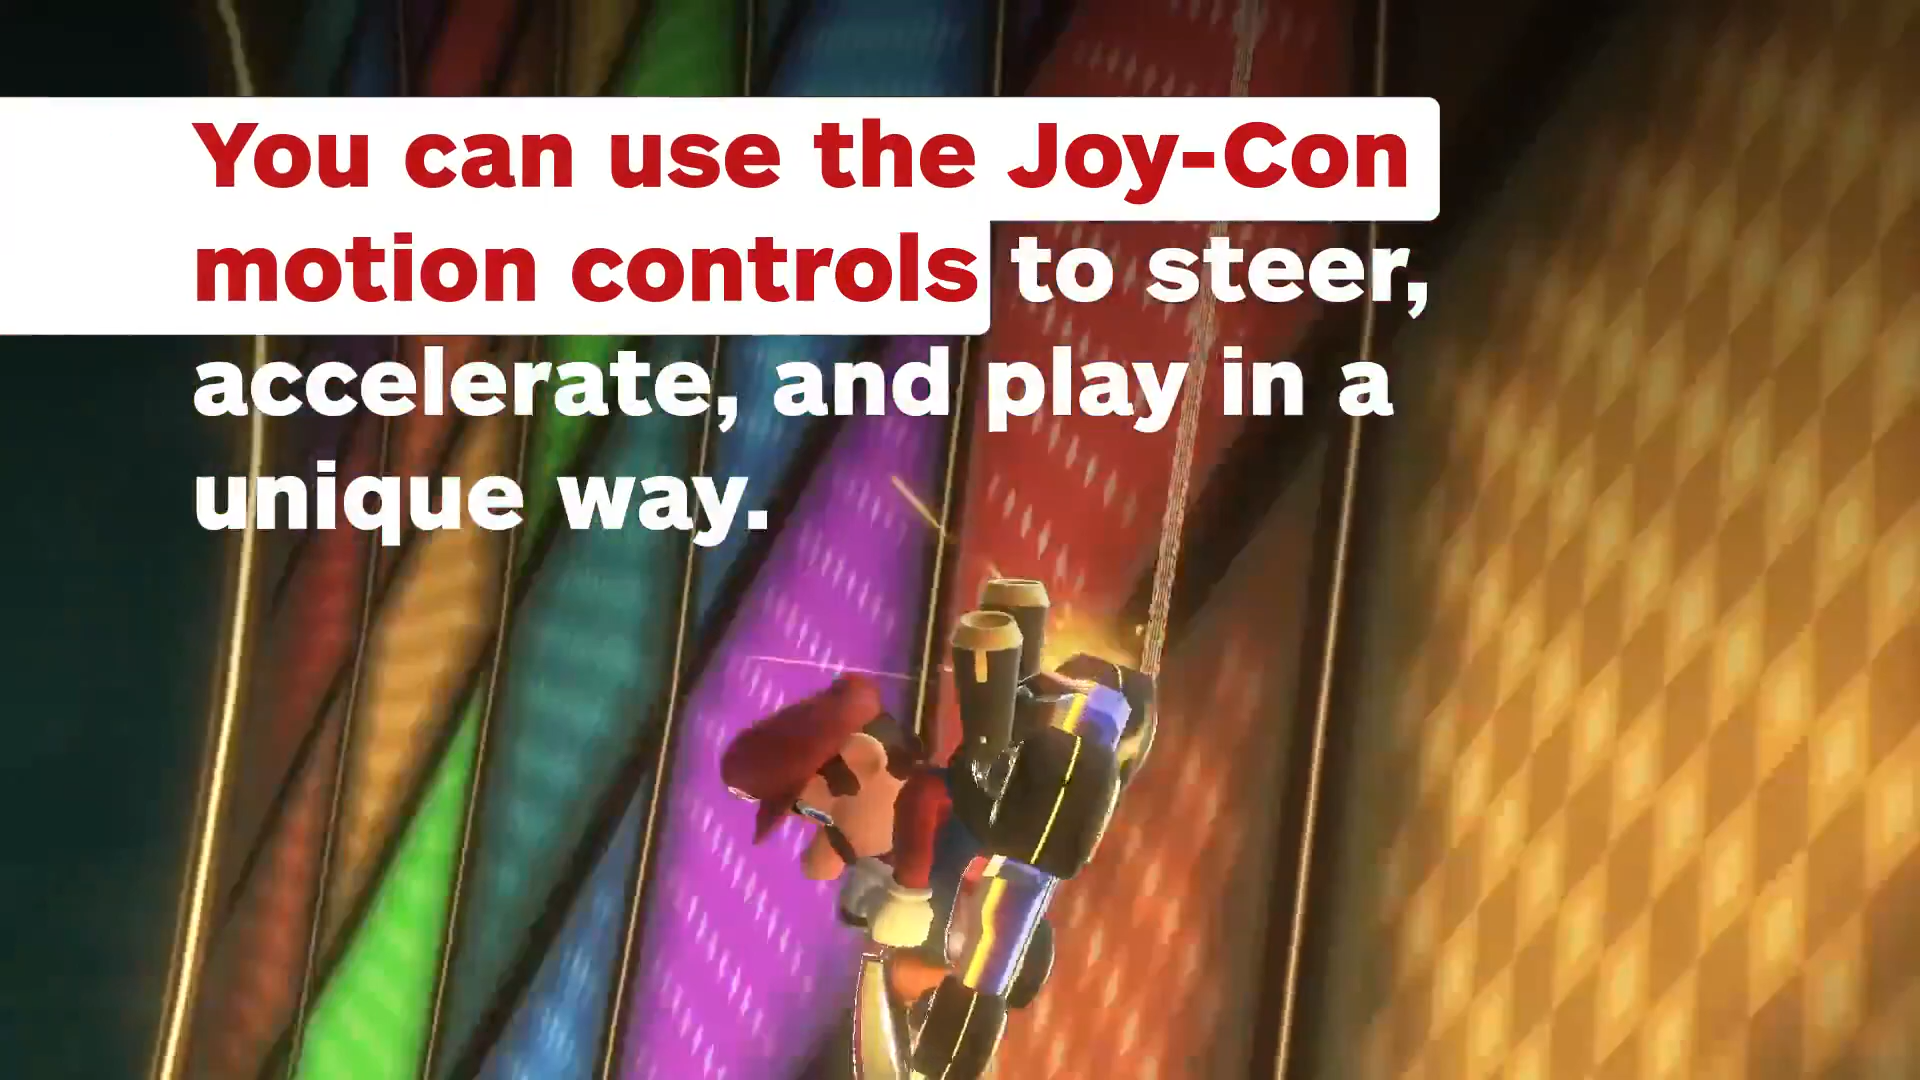 You can use the Joy-Con
motion controls to steer,
accelerate, and play in a
unique way.